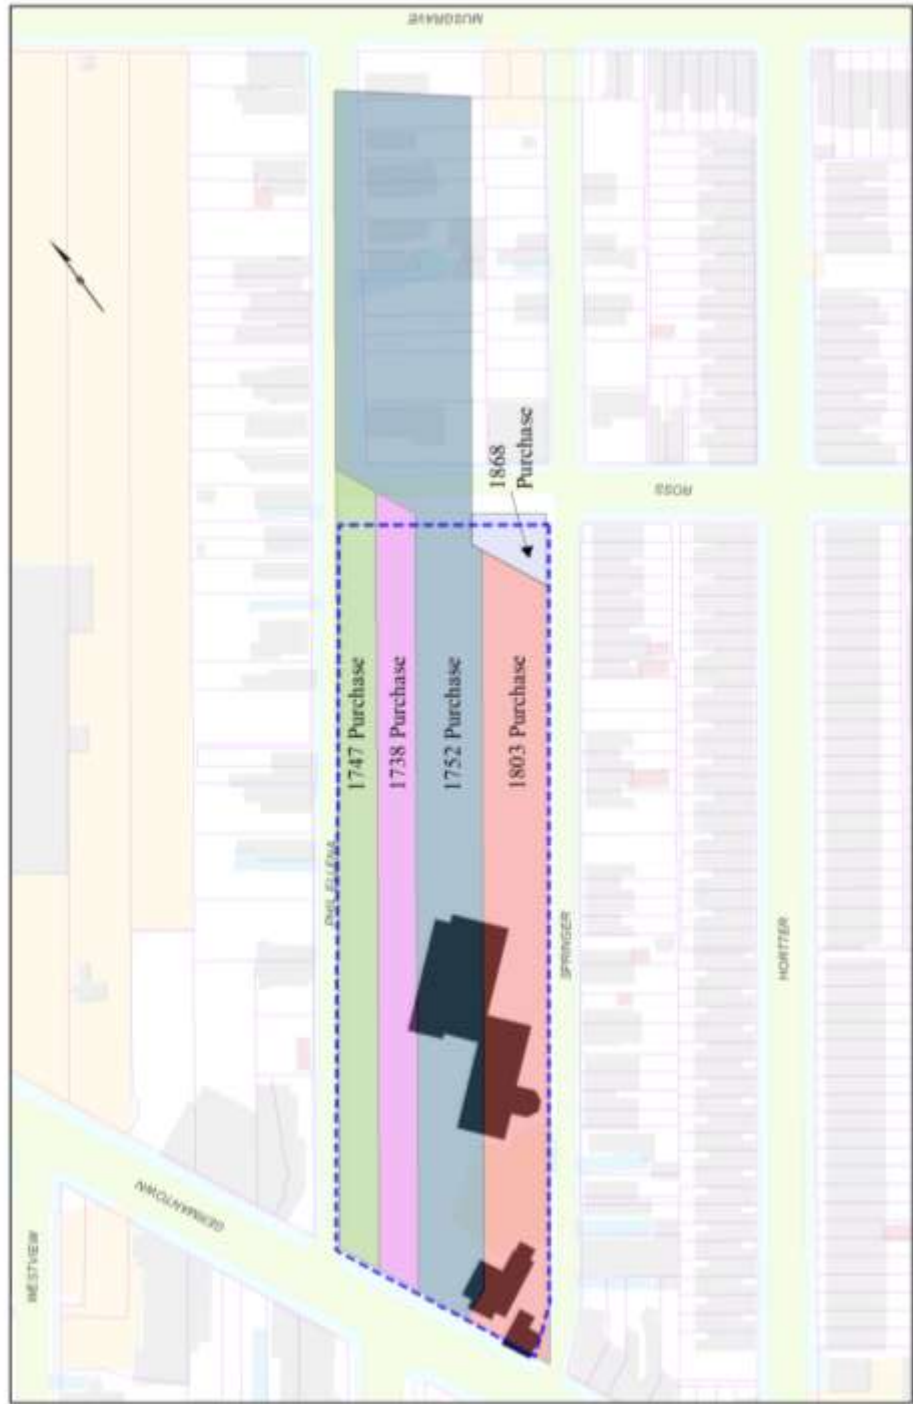 MUSGRAVE
1868
Purchase
ROSS
1747 Purchase
1738 Purchase
1752 Purchase
1803 Purchase
PHIL ELLENA
SPRINGER
HORTTER
GERMANTOWN
WESTVIEW